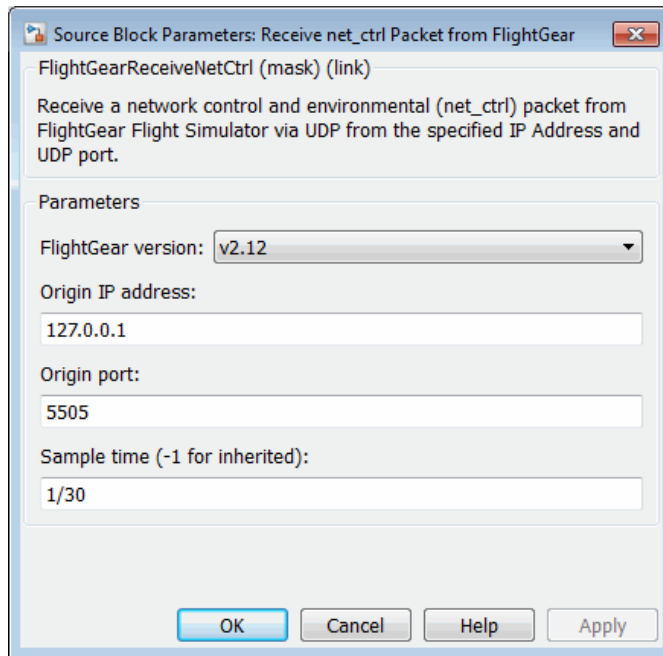 Source Block Parameters: Receive net_ctrl Packet from FlightGear
FlightGearReceiveNetCtrl (mask) (link)
Receive a network control and environmental (net_ctrl) packet from
FlightGear Flight Simulator via UDP from the specified IP Address and
UDP port.
Parameters
FlightGear version: v2.12
Origin IP address:
127.0.0.1
Origin port:
5505
Sample time (-1 for inherited):
1/30
OK Cancel Help Apply